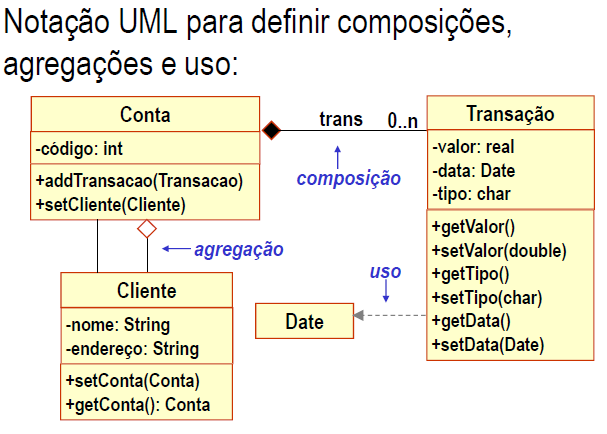 Notação UML para definir composições,
agregações e uso:
Conta
-código: int
+addTransacao(Transacao)
+setCliente(Cliente)
trans
0..n
composição
Transação
-valor: real
-data: Date
-tipo: char
+getValor()
+setValor(double)
+getTipo()
+setTipo(char)
+getData()
+setData(Date)
agregação
uso
Cliente
-nome: String
-endereço: String
+setConta(Conta)
+getConta(): Conta
Date